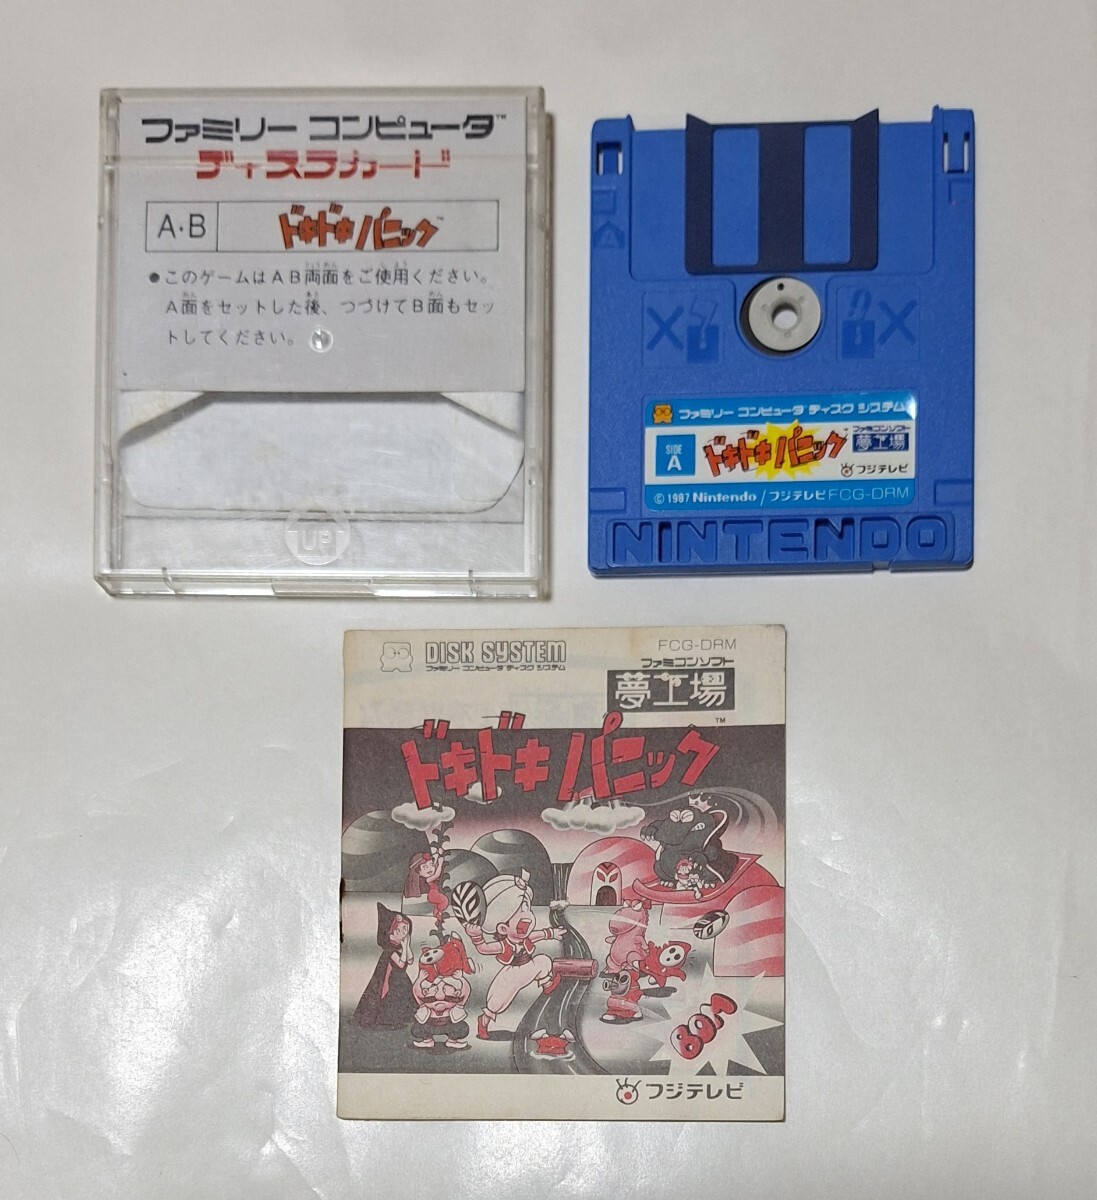 ファミリー コンピュータ™
ディスクカード
A・B
ドキドキパニック™
●このゲームはAB両面をご使用ください。
A面をセットした後、つづけてB面もセッ
トしてください。
UP
ファミリー コンピュータ ディスク システム
SIDE
A
ドキドキパニック
ファミコンソフト
夢工場
フジテレビ
© 1987 Nintendo/フジテレビ FCG-DRM
NINTENDO
DISK SYSTEM
ファミリー コンピュータ ディスク システム
FCG-DRM
ファミコンソフト
夢工場
™
ドキドキパニック
BOM
フジテレビ